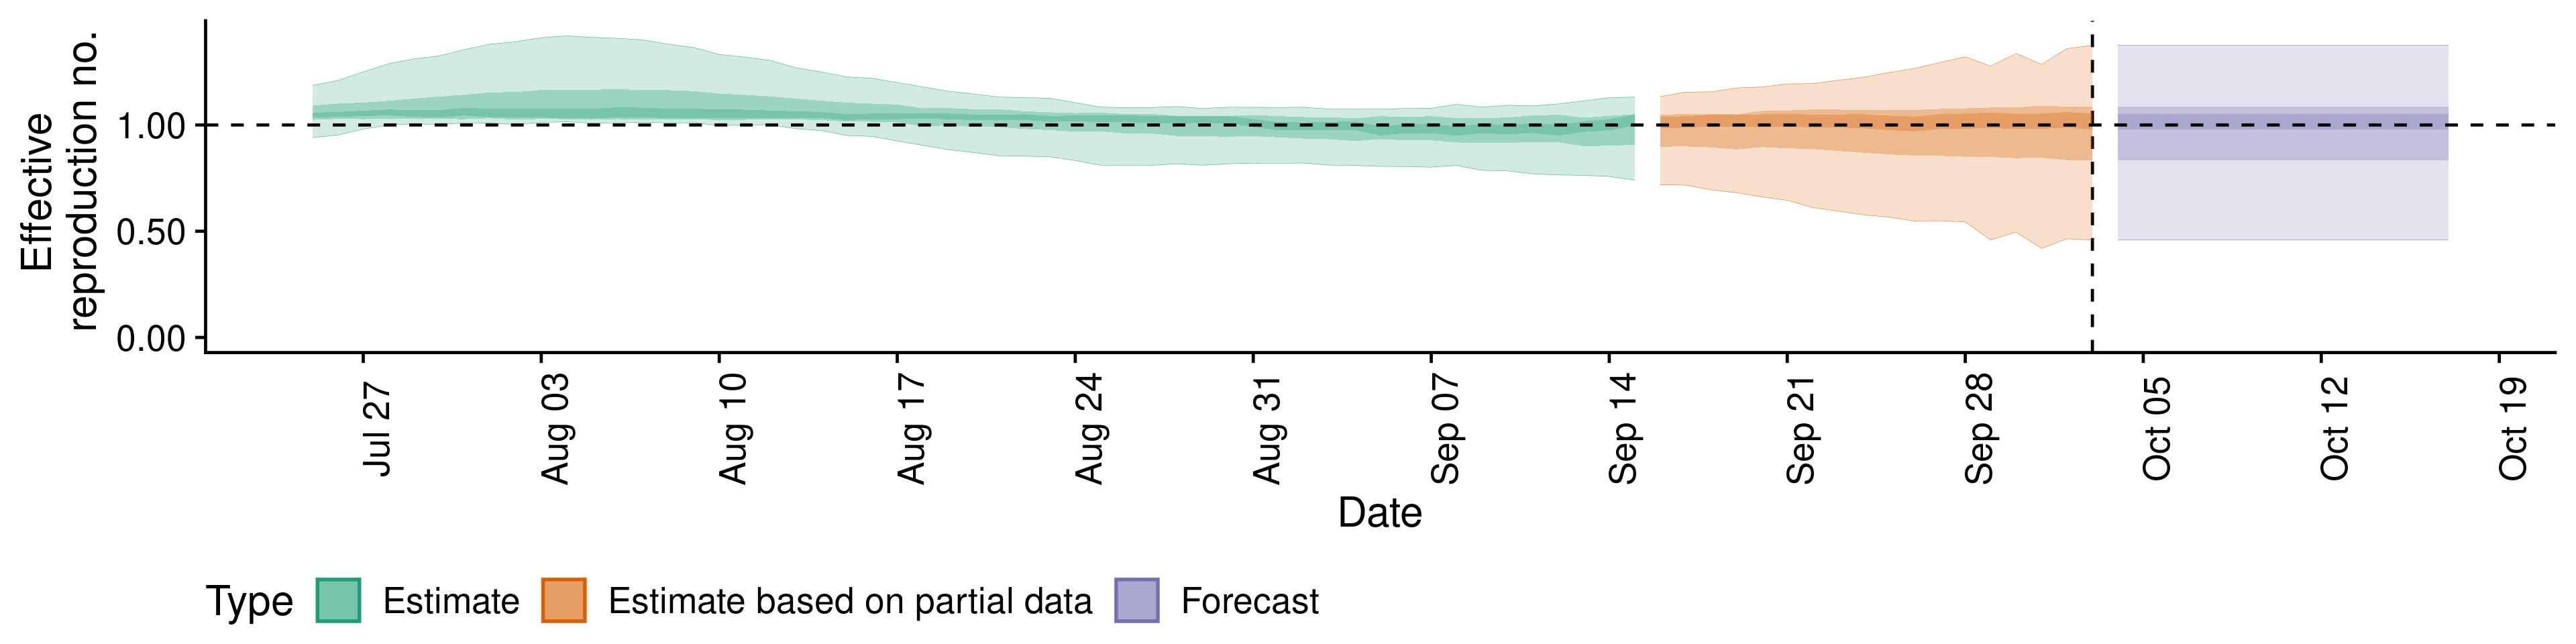 Effective
reproduction no.
1.00
0.50
0.00
Jul 27
Aug 03
Aug 10
Aug 17
Aug 24
Aug 31
Sep 07
Sep 14
Sep 21
Sep 28
Oct 05
Oct 12
Oct 19
Date
Type Estimate Estimate based on partial data Forecast